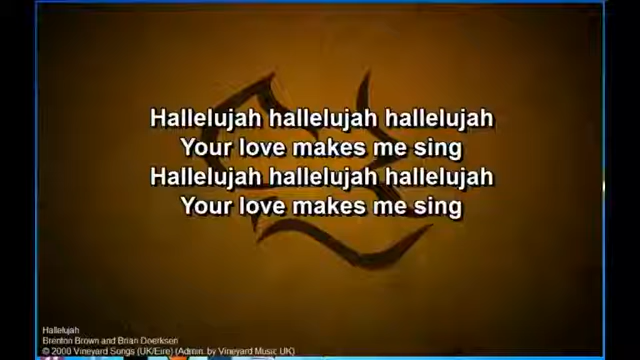 Hallelujah hallelujah hallelujah
Your love makes me sing
Hallelujah hallelujah hallelujah
Your love makes me sing
Hallelujah
Brenton Brown and Brian Doerksen
© 2000 Vineyard Songs (UK/Eire) (Admin. by Vineyard Music UK)